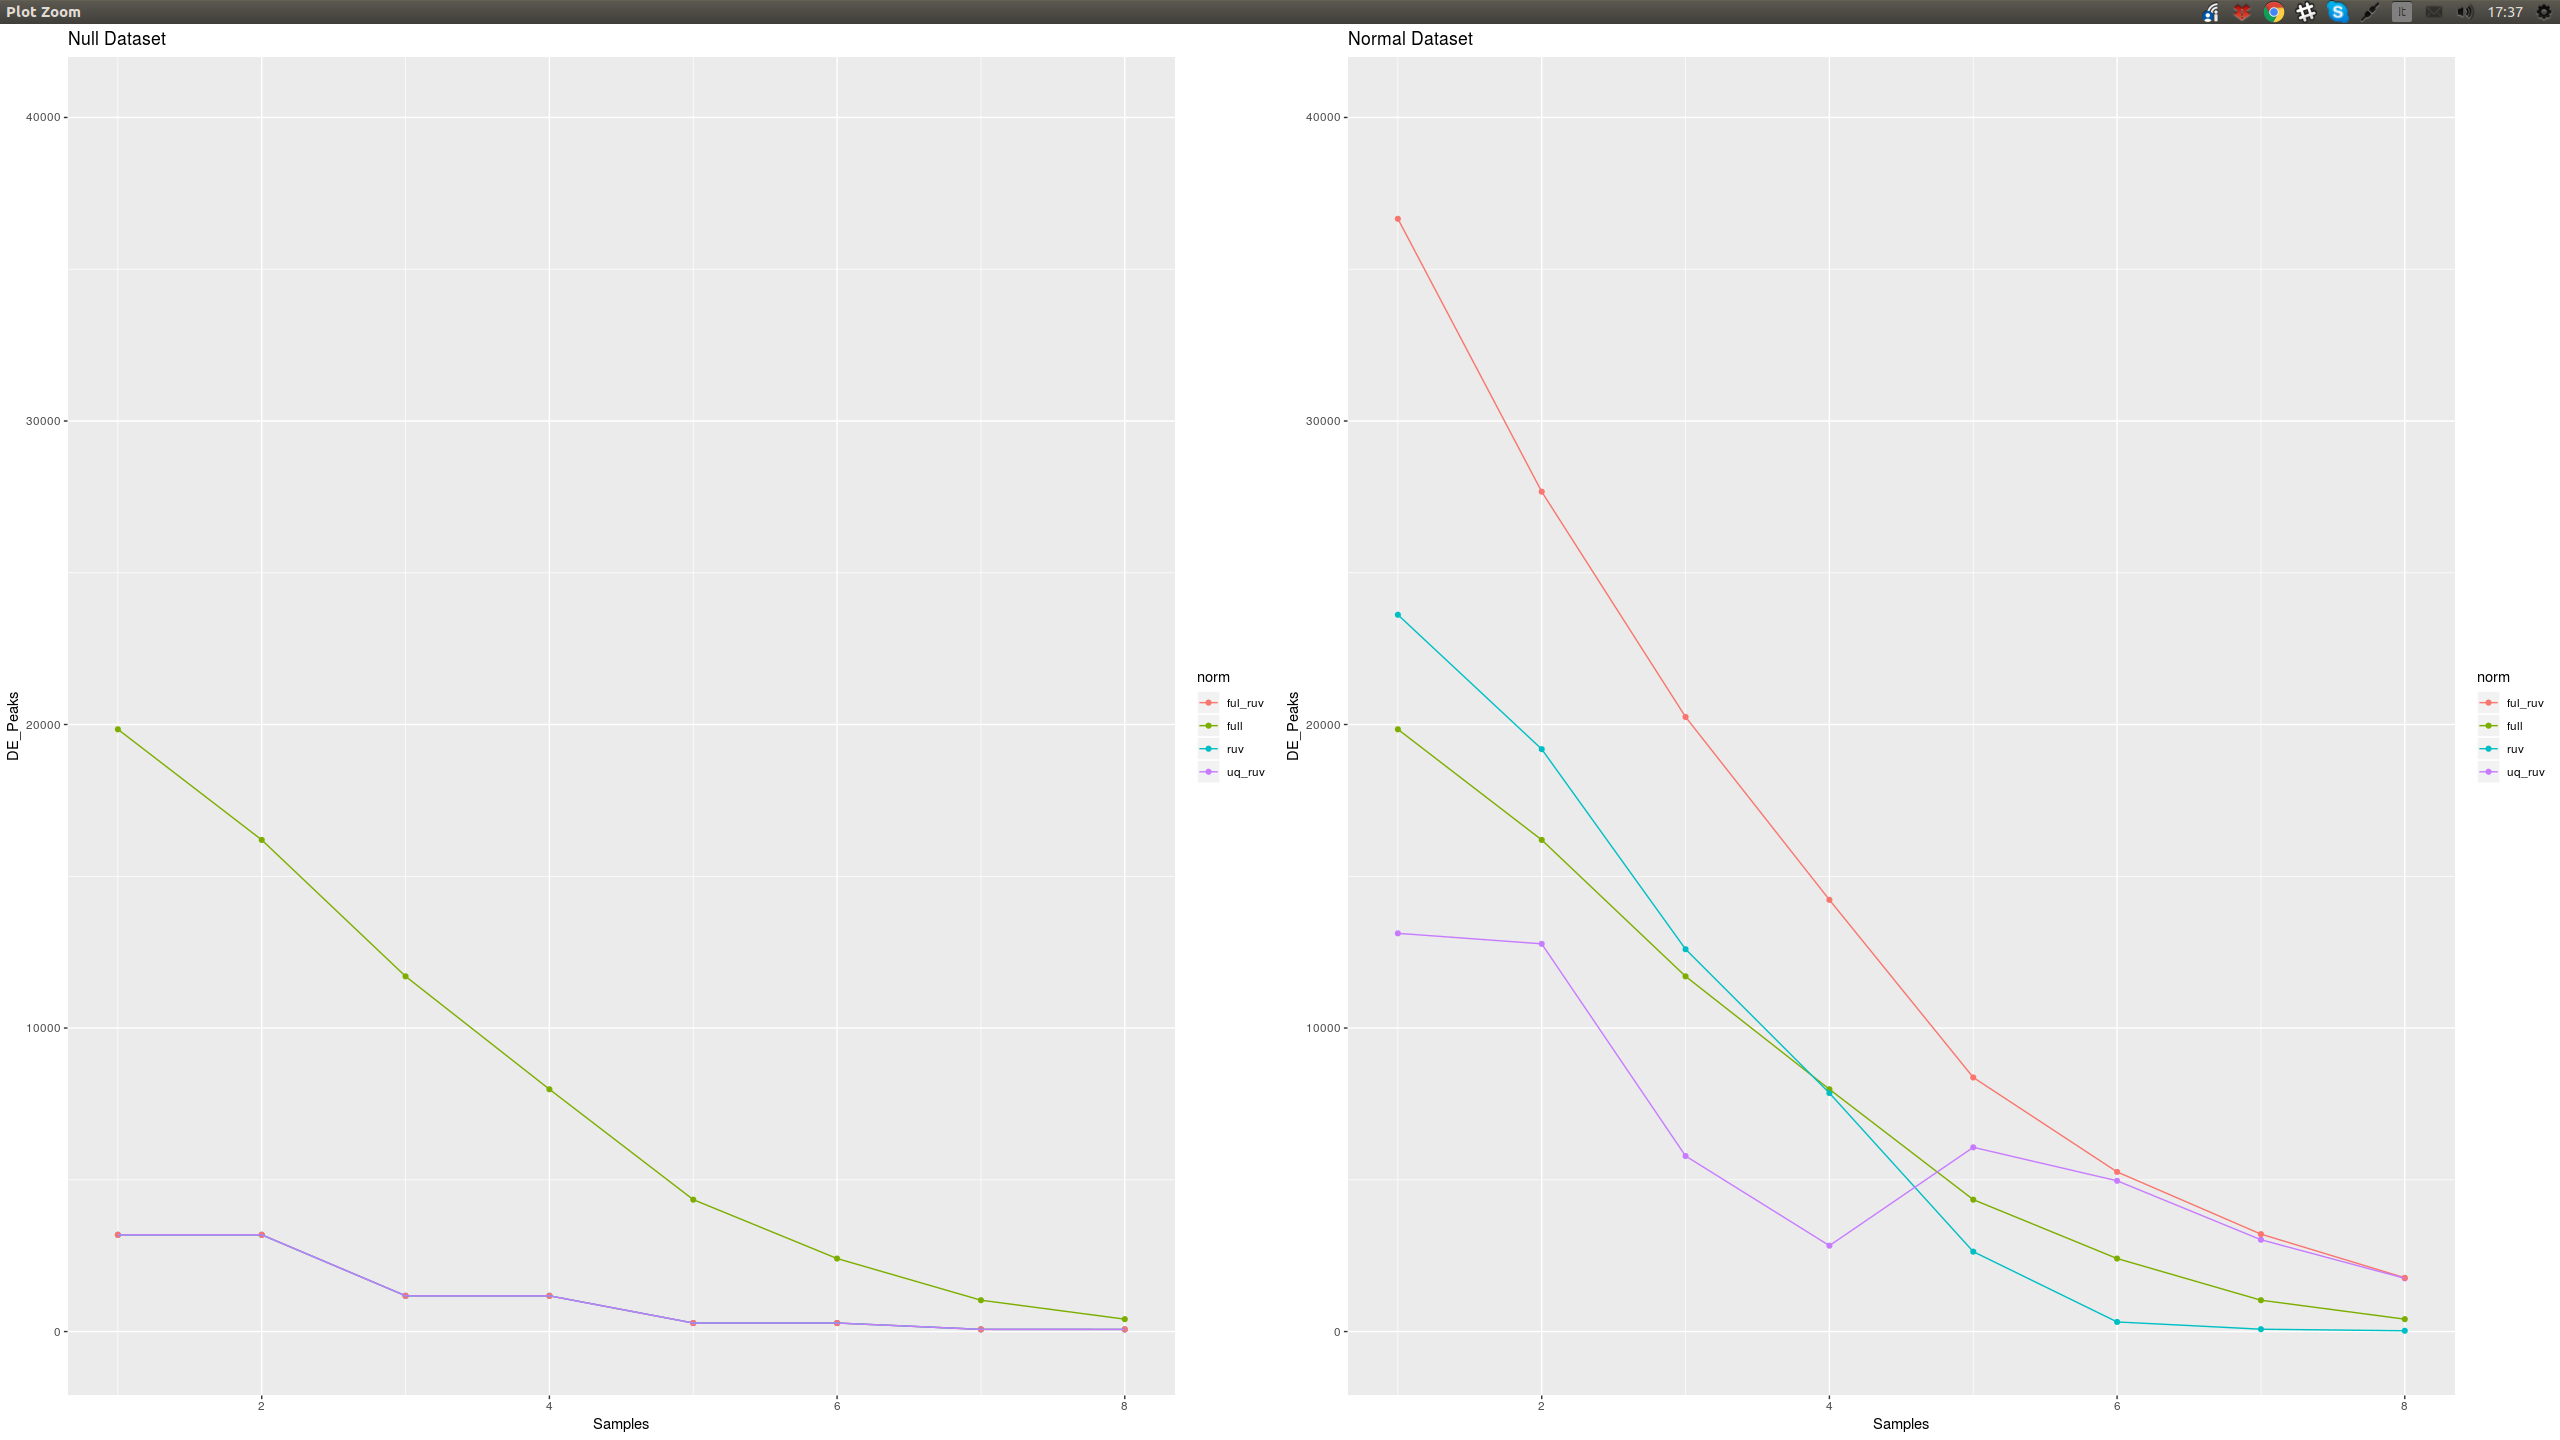 Plot Zoom
It
17:37
Null Dataset
DE_Peaks
40000
30000
20000
10000
0
2 4 6 8
Samples
norm
ful_ruv
full
ruv
uq_ruv
Normal Dataset
DE_Peaks
40000
30000
20000
10000
0
2 4 6 8
Samples
norm
ful_ruv
full
ruv
uq_ruv